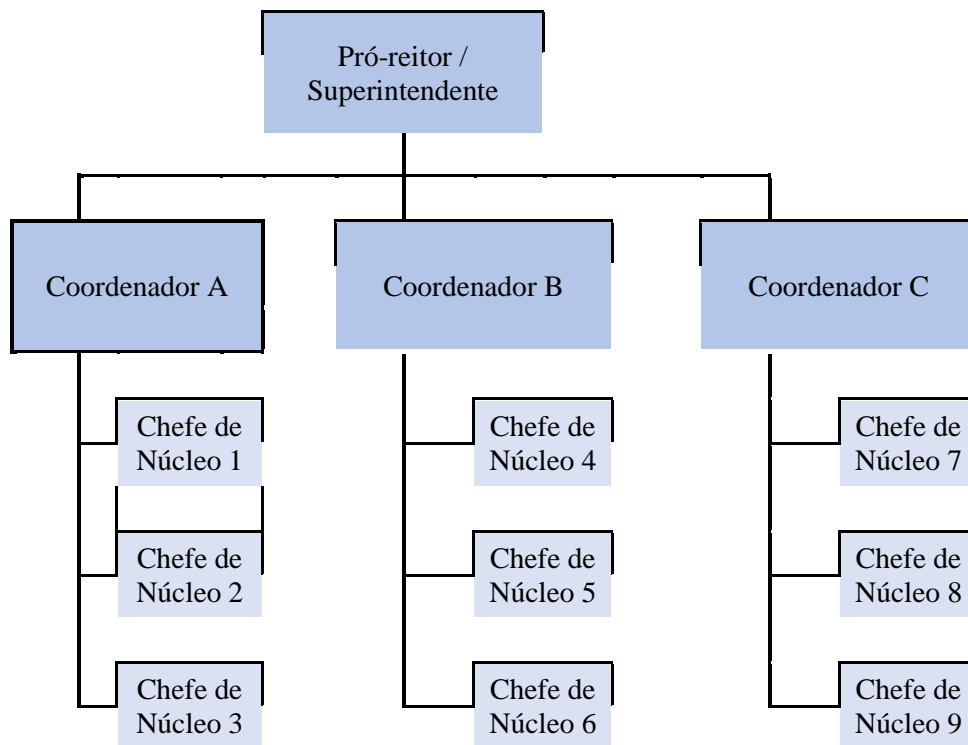 Pró-reitor /
Superintendente
Coordenador A
Coordenador B
Coordenador C
Chefe de
Núcleo 1
Chefe de
Núcleo 4
Chefe de
Núcleo 7
Chefe de
Núcleo 2
Chefe de
Núcleo 5
Chefe de
Núcleo 8
Chefe de
Núcleo 3
Chefe de
Núcleo 6
Chefe de
Núcleo 9